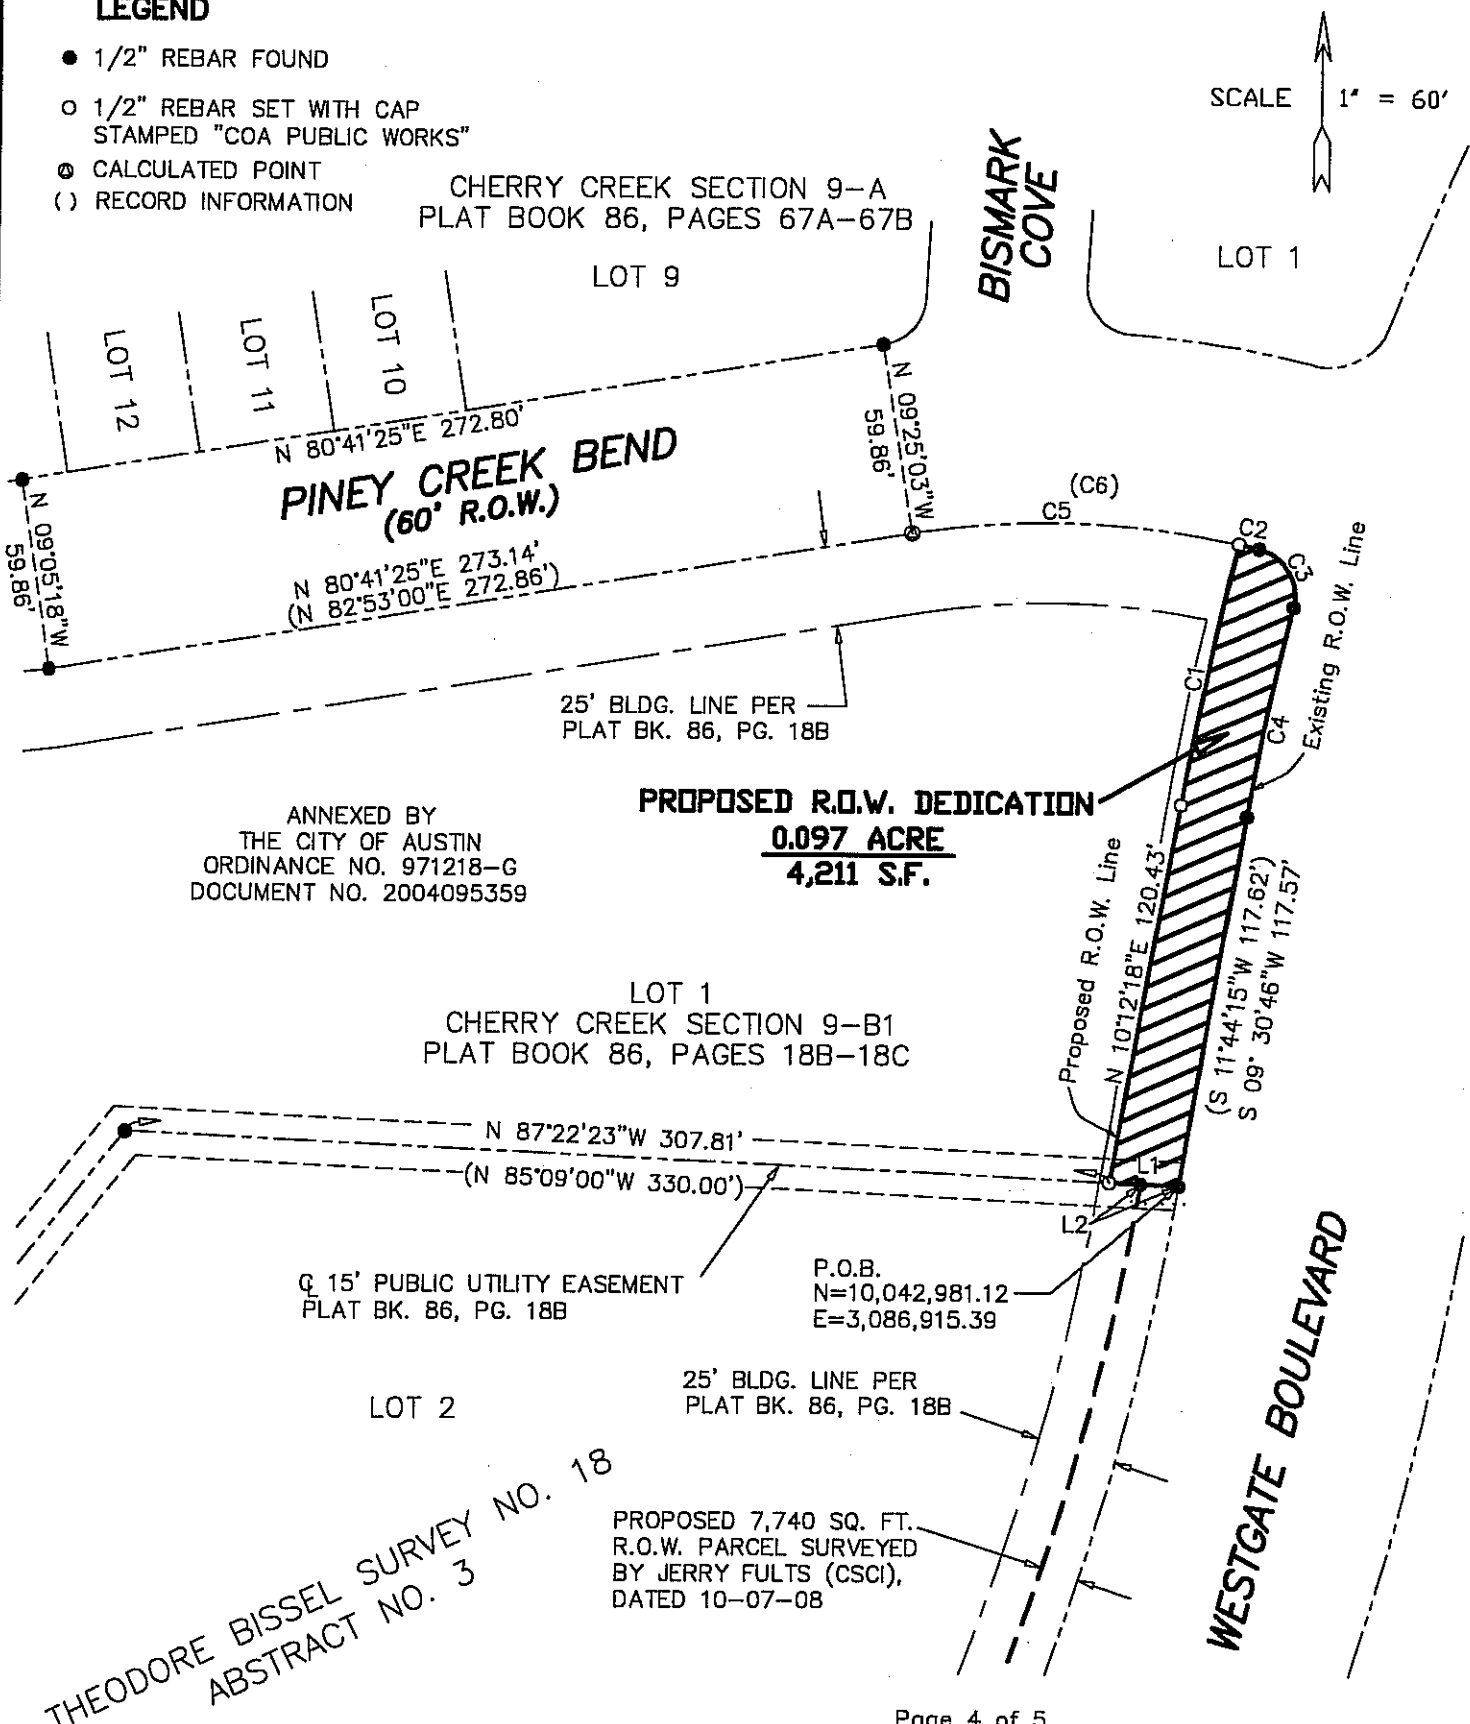 LEGEND
1/2" REBAR FOUND
1/2" REBAR SET WITH CAP
STAMPED "COA PUBLIC WORKS"
CALCULATED POINT
( ) RECORD INFORMATION
SCALE 1" = 60'
CHERRY CREEK SECTION 9-A
PLAT BOOK 86, PAGES 67A-67B
BISMARK
COVE
LOT 1
LOT 9
LOT 10
LOT 11
LOT 12
N 80°41'25"E 272.80'
N 09°25'03"W
59.86'
PINEY CREEK BEND
(60' R.O.W.)
N 09°05'18"W
59.86'
N 80°41'25"E 273.14'
(N 82°53'00"E 272.86')
(C6)
C5
C2
C3
C1
C4
Existing R.O.W. Line
25' BLDG. LINE PER
PLAT BK. 86, PG. 18B
PROPOSED R.O.W. DEDICATION
0.097 ACRE
4,211 S.F.
ANNEXED BY
THE CITY OF AUSTIN
ORDINANCE NO. 971218-G
DOCUMENT NO. 2004095359
Proposed R.O.W. Line
N 10°12'18"E 120.43'
(S 11°44'15"W 117.62')
S 09° 30'46"W 117.57'
LOT 1
CHERRY CREEK SECTION 9-B1
PLAT BOOK 86, PAGES 18B-18C
N 87°22'23"W 307.81'
(N 85°09'00"W 330.00')
L1
L2
P.O.B.
N=10,042,981.12
E=3,086,915.39
℄ 15' PUBLIC UTILITY EASEMENT
PLAT BK. 86, PG. 18B
25' BLDG. LINE PER
PLAT BK. 86, PG. 18B
LOT 2
WESTGATE BOULEVARD
PROPOSED 7,740 SQ. FT.
R.O.W. PARCEL SURVEYED
BY JERRY FULTS (CSCI),
DATED 10-07-08
THEODORE BISSEL SURVEY NO. 18
ABSTRACT NO. 3
Page 4 of 5